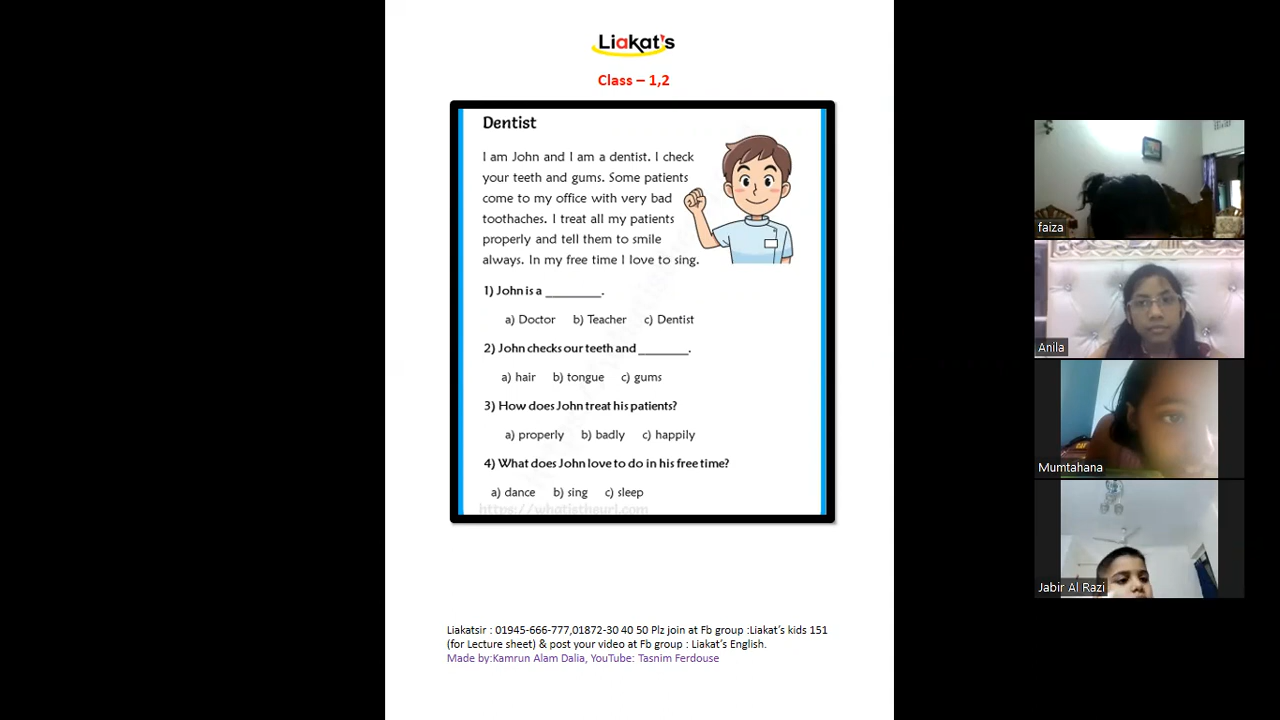 Liakat's
Class – 1,2
Dentist
I am John and I am a dentist. I check
your teeth and gums. Some patients
come to my office with very bad
toothaches. I treat all my patients
properly and tell them to smile
always. In my free time I love to sing.
1) John is a ________.
a) Doctor b) Teacher c) Dentist
2) John checks our teeth and _______.
a) hair b) tongue c) gums
3) How does John treat his patients?
a) properly b) badly c) happily
4) What does John love to do in his free time?
a) dance b) sing c) sleep
https://whatistheurl.com
Liakatsir : 01945-666-777,01872-30 40 50 Plz join at Fb group :Liakat's kids 151
(for Lecture sheet) & post your video at Fb group : Liakat's English.
Made by:Kamrun Alam Dalia, YouTube: Tasnim Ferdouse
faiza
Anila
Mumtahana
Jabir Al Razi